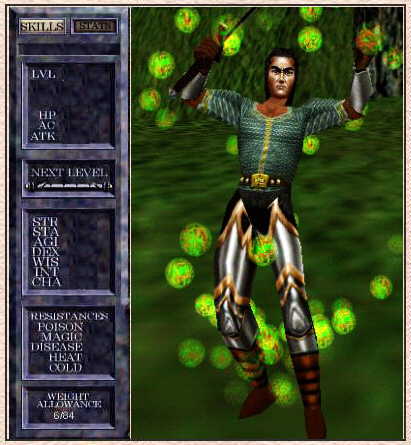 SKILLS STATS
LVL
HP
AC
ATK
NEXT LEVEL
STR
STA
AGI
DEX
WIS
INT
CHA
RESISTANCES
POISON
MAGIC
DISEASE
HEAT
COLD
WEIGHT
ALLOWANCE
6/84